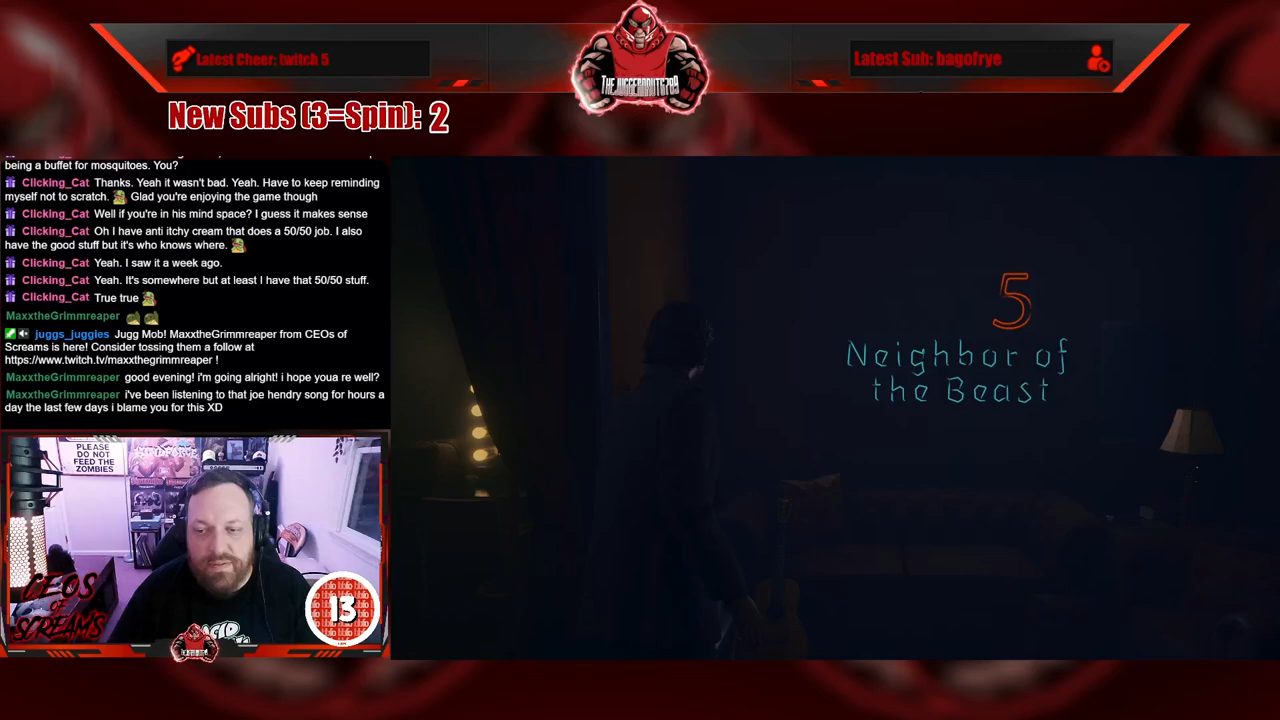 Latest Cheer: twitch 5
THEJUGGERNAUT6789
Latest Sub: bagofrye
New Subs (3=Spin): 2
being a buffet for mosquitoes. You?
Clicking_Cat Thanks. Yeah it wasn't bad. Yeah. Have to keep reminding
myself not to scratch. Glad you're enjoying the game though
Clicking_Cat Well if you're in his mind space? I guess it makes sense
Clicking_Cat Oh I have anti itchy cream that does a 50/50 job. I also
have the good stuff but it's who knows where.
Clicking_Cat Yeah. I saw it a week ago.
Clicking_Cat Yeah. It's somewhere but at least I have that 50/50 stuff.
Clicking_Cat True true
MaxxtheGrimmreaper
juggs_juggies Jugg Mob! MaxxtheGrimmreaper from CEOs of
Screams is here! Consider tossing them a follow at
https://www.twitch.tv/maxxthegrimmreaper !
MaxxtheGrimmreaper good evening! i'm going alright! i hope youa re well?
MaxxtheGrimmreaper i've been listening to that joe hendry song for hours a
day the last few days i blame you for this XD
5
Neighbor of
the Beast
PLEASE
DO NOT
FEED THE
ZOMBIES
CEOS
OF
SCREAMS
13
ACID